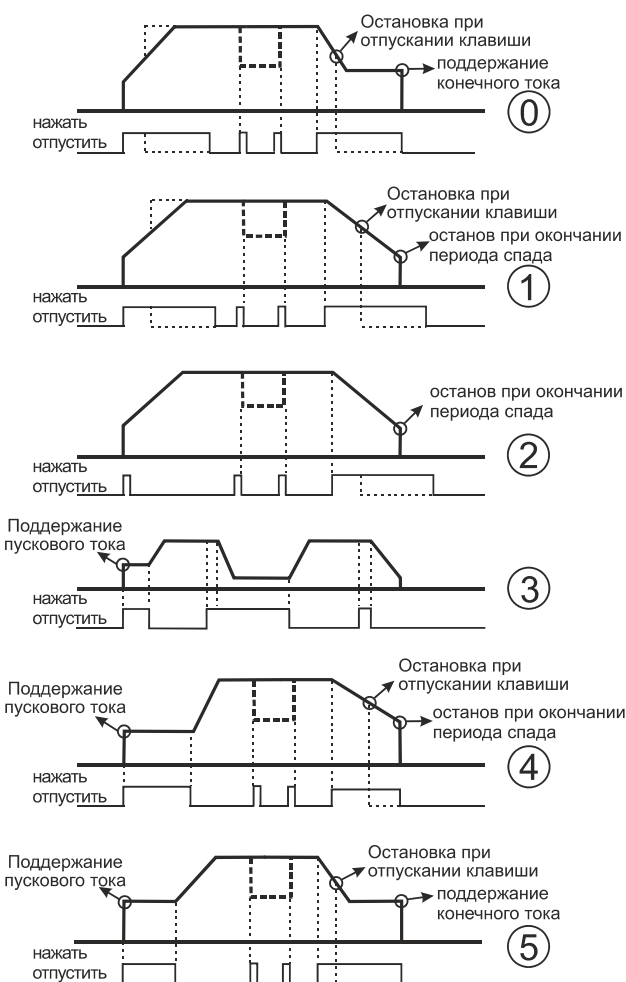 Остановка при
отпускании клавиши
поддержание
конечного тока
0
нажать
отпустить
Остановка при
отпускании клавиши
останов при окончании
периода спада
1
нажать
отпустить
останов при окончании
периода спада
2
нажать
отпустить
Поддержание
пускового тока
3
нажать
отпустить
Остановка при
отпускании клавиши
Поддержание
пускового тока
останов при окончании
периода спада
4
нажать
отпустить
Остановка при
отпускании клавиши
Поддержание
пускового тока
поддержание
конечного тока
5
нажать
отпустить